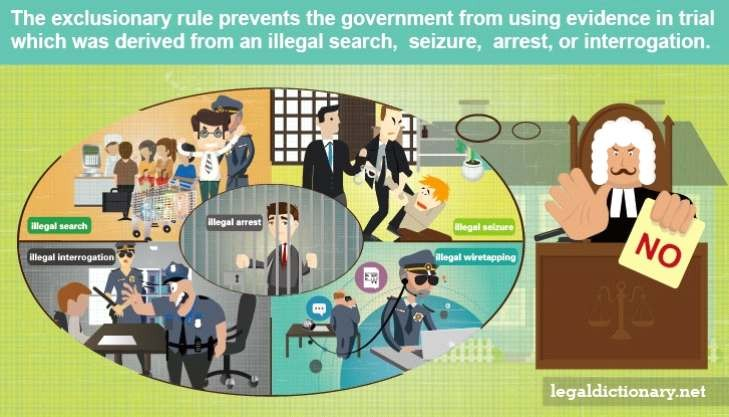 The exclusionary rule prevents the government from using evidence in trial
which was derived from an illegal search, seizure, arrest, or interrogation.
illegal search
illegal arrest
illegal seizure
illegal interrogation
illegal wiretapping
NO
legaldictionary.net